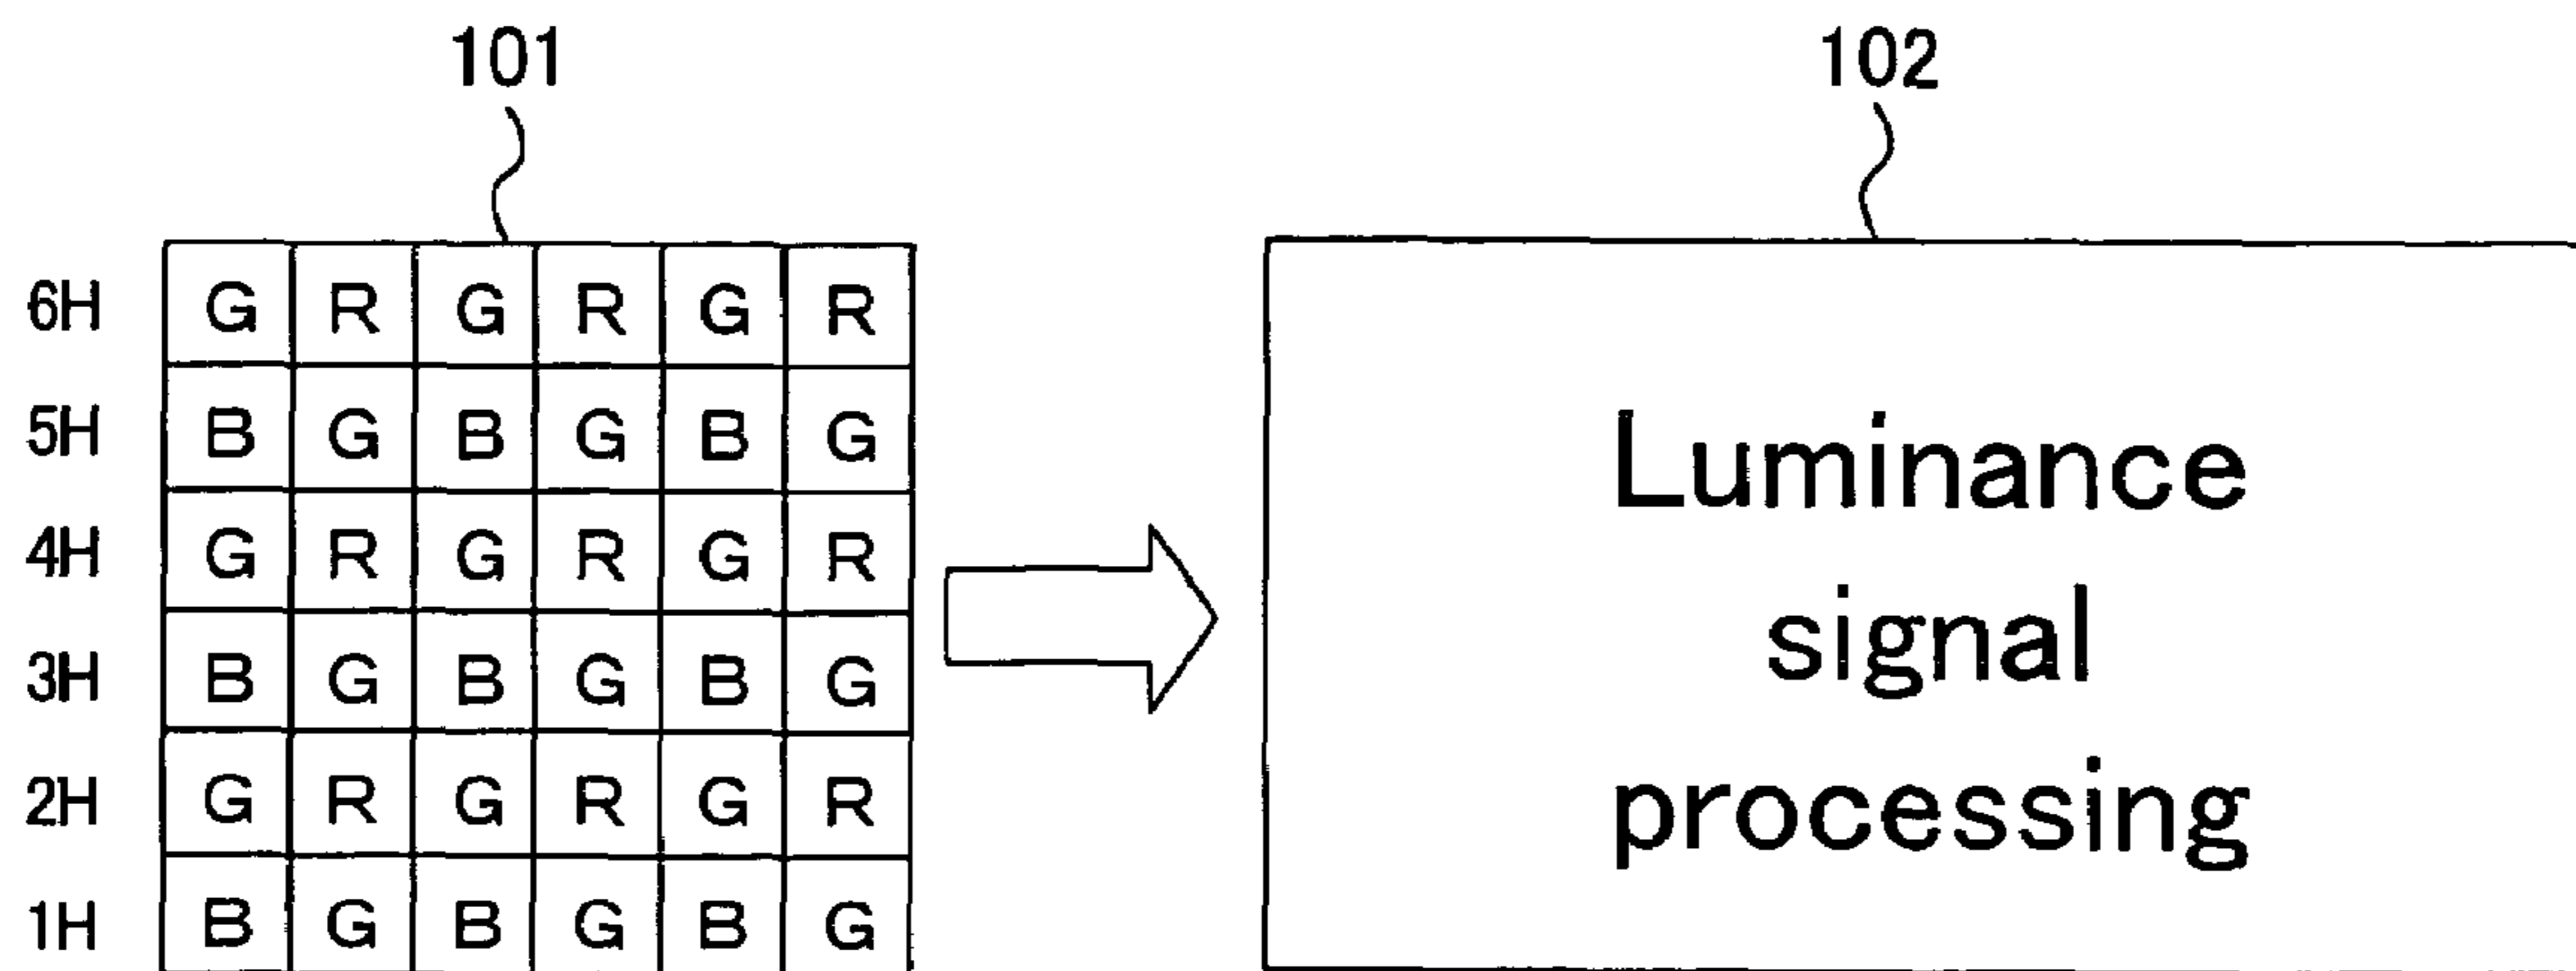 101
102
6H G R G R G R
5H B G B G B G
4H G R G R G R
3H B G B G B G
2H G R G R G R
1H B G B G B G
Luminance
signal
processing